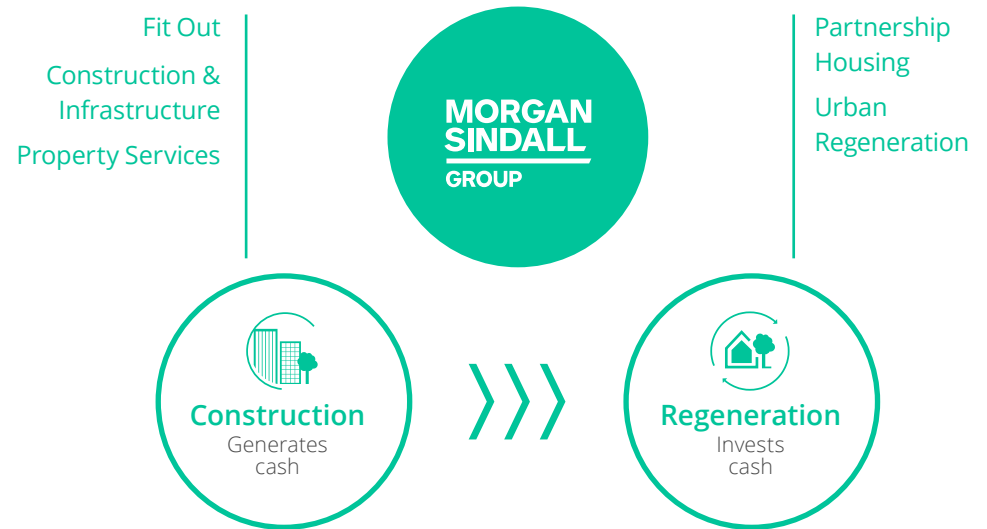 Fit Out
Construction &
Infrastructure
Property Services
MORGAN
SINDALL
GROUP
Partnership
Housing
Urban
Regeneration
Construction
Generates
cash
Regeneration
Invests
cash